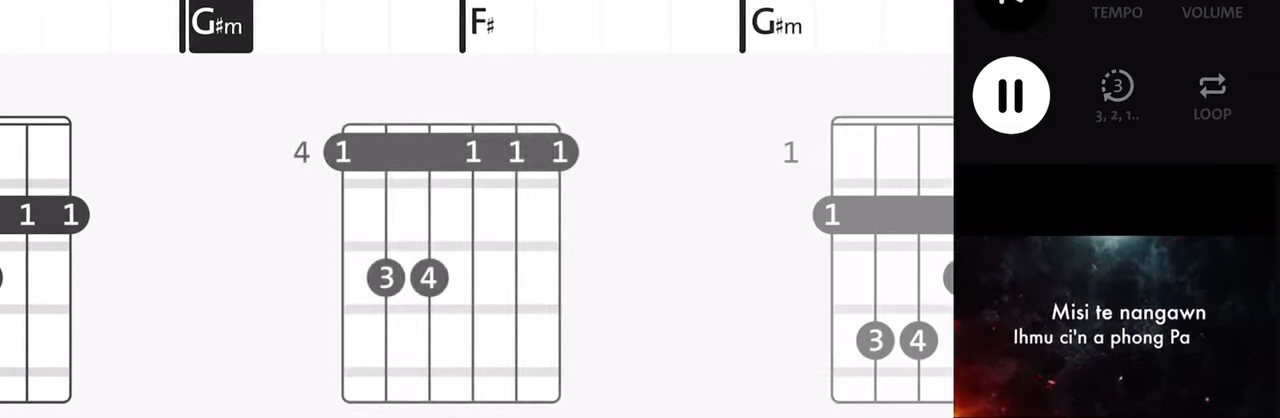 G♯m F♯ G♯m
TEMPO VOLUME
3
3, 2, 1.. LOOP
4 1 1 1 1
1
1 1
1
3 4
3 4
Misi te nangawn
Ihmu ci'n a phong Pa